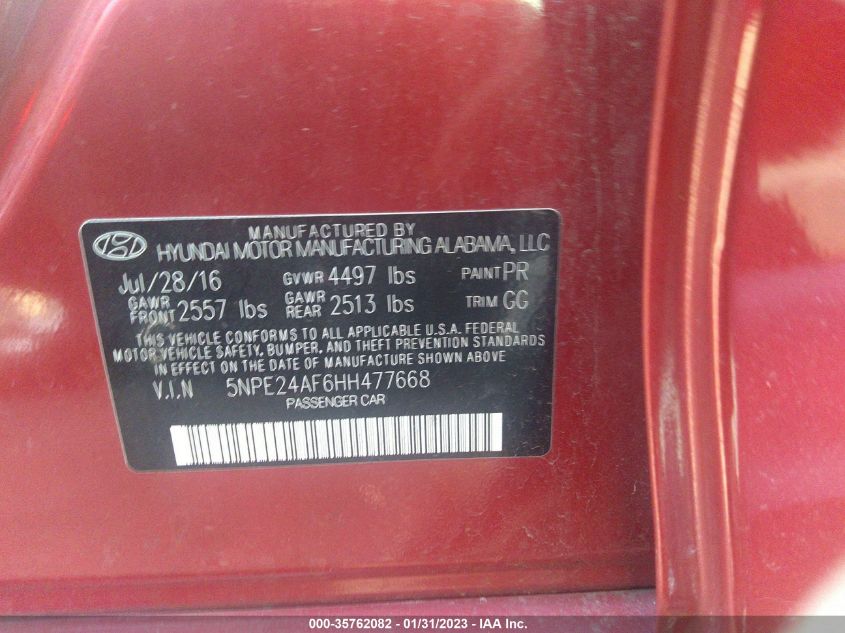 MANUFACTURED BY
HYUNDAI MOTOR MANUFACTURING ALABAMA, LLC
Jul/28/16 GVWR 4497 lbs PAINT PR
GAWR FRONT 2557 lbs GAWR REAR 2513 lbs TRIM GG
THIS VEHICLE CONFORMS TO ALL APPLICABLE U.S.A. FEDERAL
MOTOR VEHICLE SAFETY, BUMPER, AND THEFT PREVENTION STANDARDS
IN EFFECT ON THE DATE OF MANUFACTURE SHOWN ABOVE
V.I.N 5NPE24AF6HH477668
PASSENGER CAR
000-35762082 - 01/31/2023 - IAA Inc.